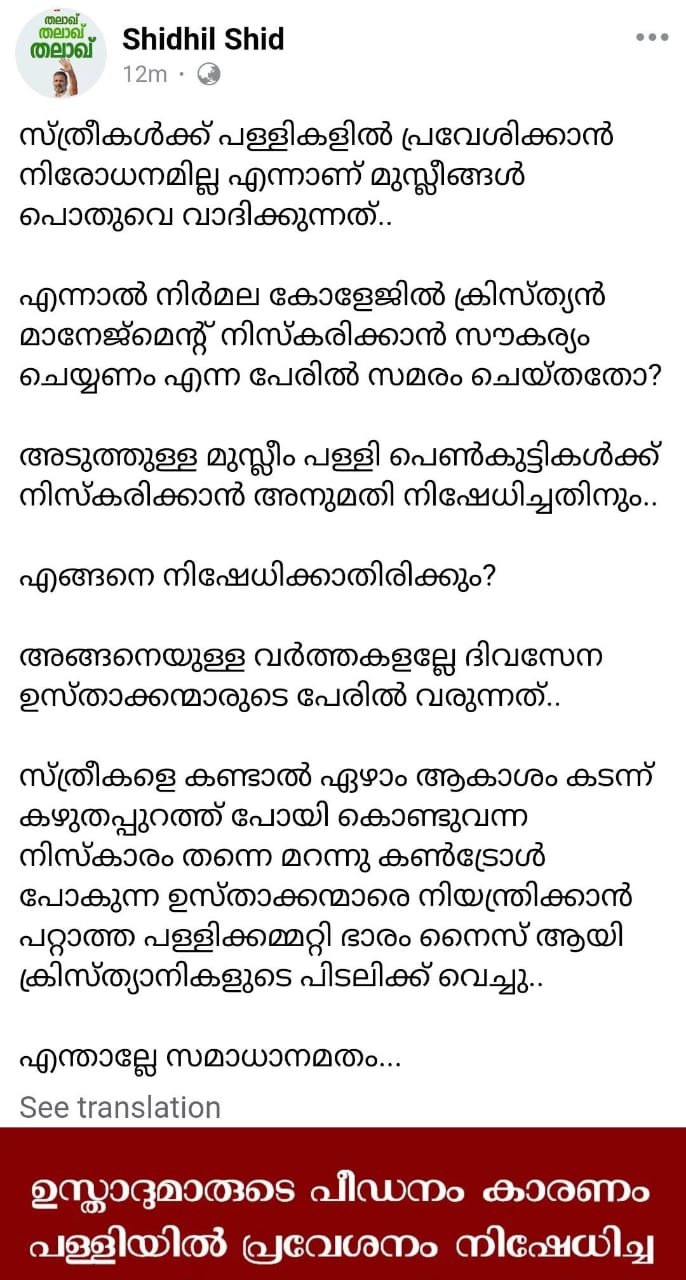 തലാഖ്
തലാഖ്
തലാഖ്
Shidhil Shid
12m ·
സ്ത്രീകൾക്ക് പള്ളികളിൽ പ്രവേശിക്കാൻ
നിരോധനമില്ല എന്നാണ് മുസ്ലീങ്ങൾ
പൊതുവെ വാദിക്കുന്നത്..
എന്നാൽ നിർമല കോളേജിൽ ക്രിസ്ത്യൻ
മാനേജ്മെന്റ് നിസ്കരിക്കാൻ സൗകര്യം
ചെയ്യണം എന്ന പേരിൽ സമരം ചെയ്തതോ?
അടുത്തുള്ള മുസ്ലീം പള്ളി പെൺകുട്ടികൾക്ക്
നിസ്കരിക്കാൻ അനുമതി നിഷേധിച്ചതിനും..
എങ്ങനെ നിഷേധിക്കാതിരിക്കും?
അങ്ങനെയുള്ള വർത്തകളല്ലേ ദിവസേന
ഉസ്താക്കന്മാരുടെ പേരിൽ വരുന്നത്..
സ്ത്രീകളെ കണ്ടാൽ ഏഴാം ആകാശം കടന്ന്
കഴുതപ്പുറത്ത് പോയി കൊണ്ടുവന്ന
നിസ്കാരം തന്നെ മറന്നു കൺട്രോൾ
പോകുന്ന ഉസ്താക്കന്മാരെ നിയന്ത്രിക്കാൻ
പറ്റാത്ത പള്ളിക്കമ്മറ്റി ഭാരം നൈസ് ആയി
ക്രിസ്ത്യാനികളുടെ പിടലിക്ക് വെച്ചു..
എന്താല്ലേ സമാധാനമതം...
See translation
ഉസ്താദുമാരുടെ പീഡനം കാരണം
പള്ളിയിൽ പ്രവേശനം നിഷേധിച്ച